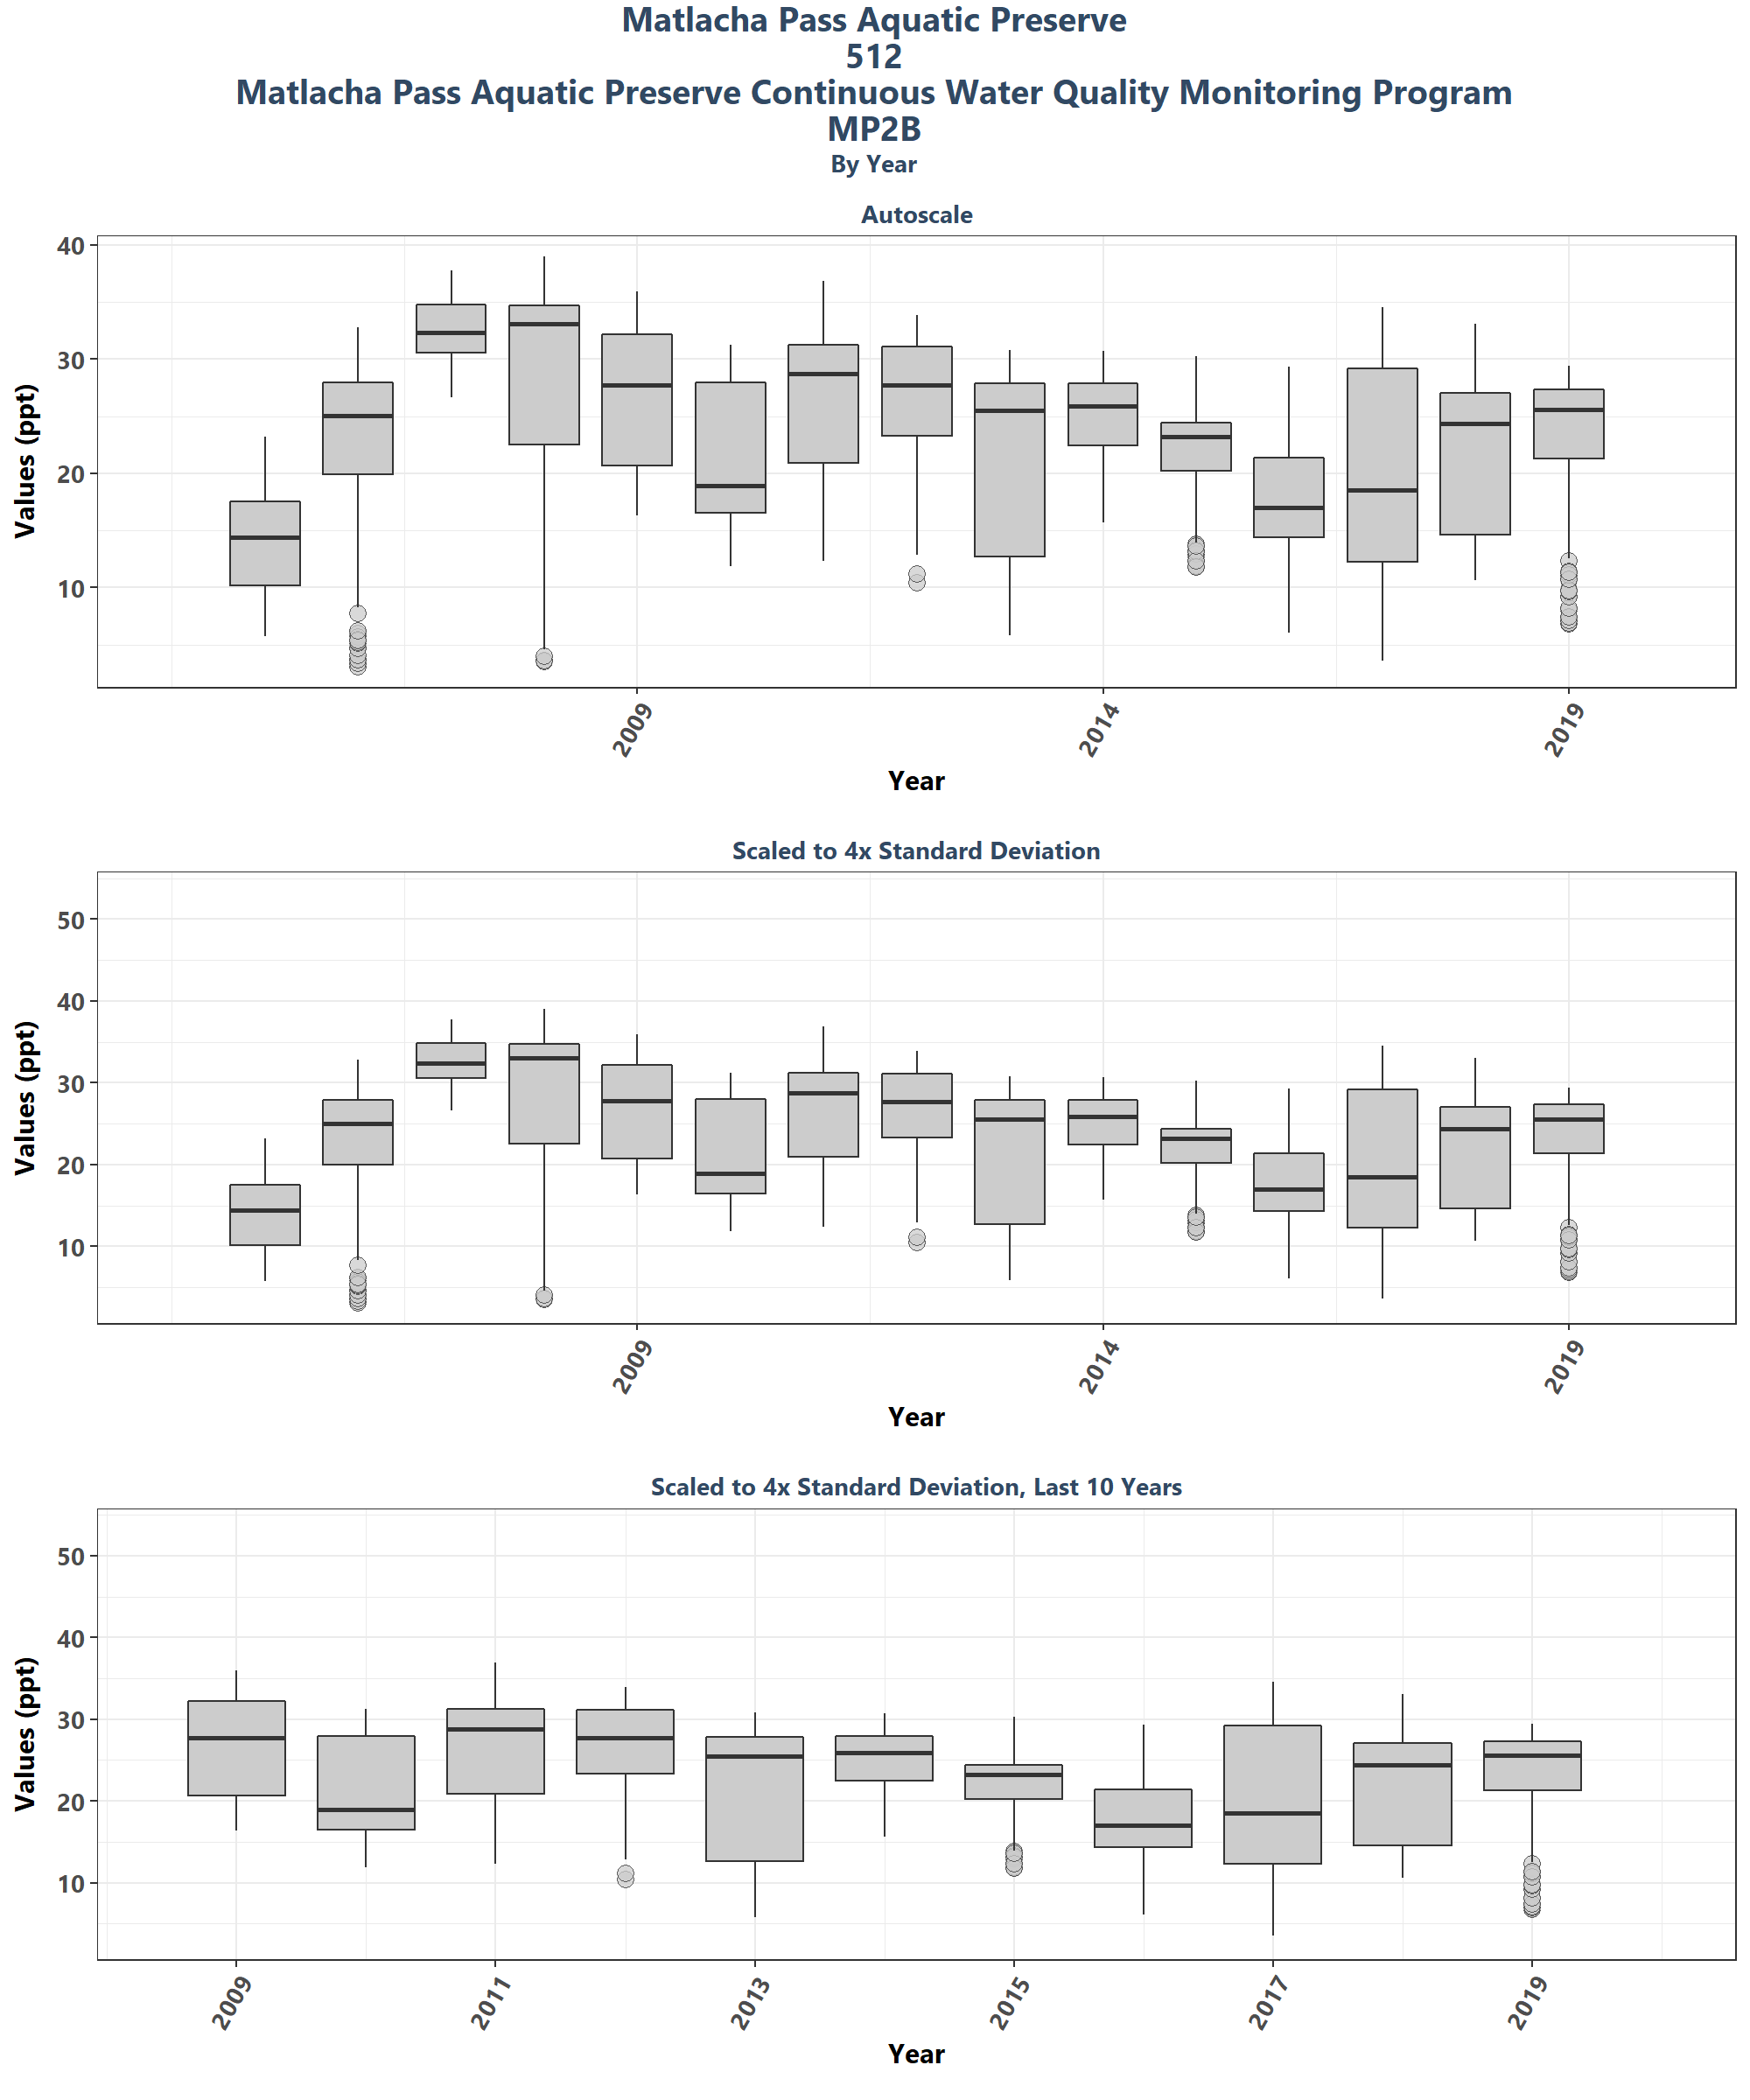 Matlacha Pass Aquatic Preserve
512
Matlacha Pass Aquatic Preserve Continuous Water Quality Monitoring Program
MP2B
By Year
Autoscale
Values (ppt)
40
30
20
10
2009 2014 2019
Year
Scaled to 4x Standard Deviation
Values (ppt)
50
40
30
20
10
2009 2014 2019
Year
Scaled to 4x Standard Deviation, Last 10 Years
Values (ppt)
50
40
30
20
10
2009 2011 2013 2015 2017 2019
Year